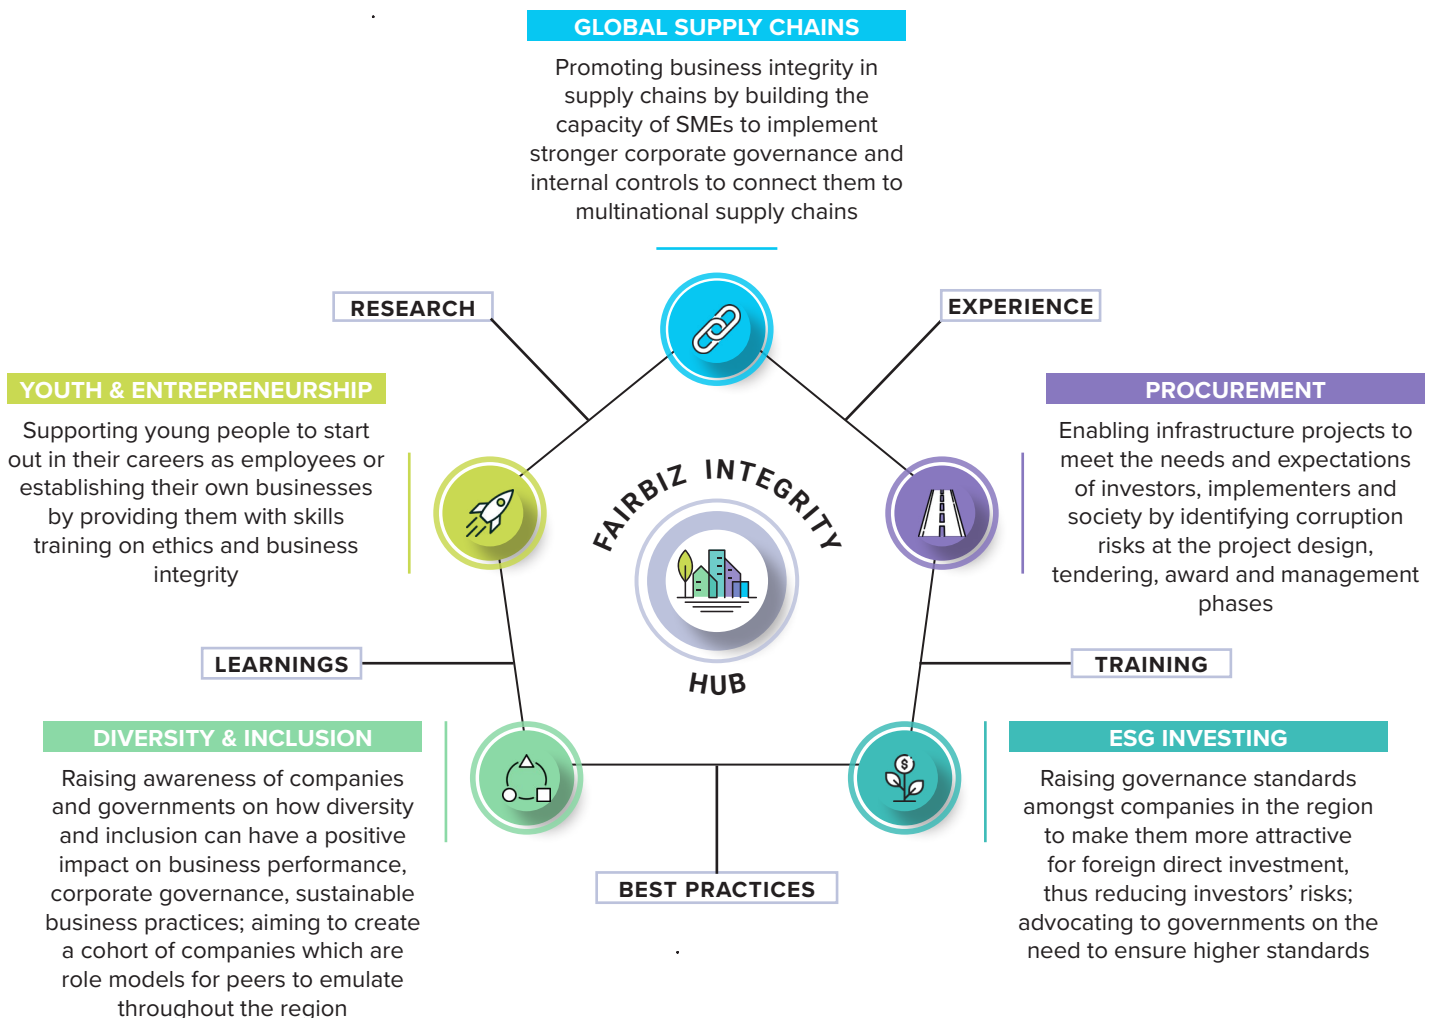 GLOBAL SUPPLY CHAINS
Promoting business integrity in
supply chains by building the
capacity of SMEs to implement
stronger corporate governance and
internal controls to connect them to
multinational supply chains
RESEARCH
EXPERIENCE
YOUTH & ENTREPRENEURSHIP
Supporting young people to start
out in their careers as employees or
establishing their own businesses
by providing them with skills
training on ethics and business
integrity
PROCUREMENT
Enabling infrastructure projects to
meet the needs and expectations
of investors, implementers and
society by identifying corruption
risks at the project design,
tendering, award and management
phases
FAIRBIZ INTEGRITY
HUB
LEARNINGS
TRAINING
DIVERSITY & INCLUSION
Raising awareness of companies
and governments on how diversity
and inclusion can have a positive
impact on business performance,
corporate governance, sustainable
business practices; aiming to create
a cohort of companies which are
role models for peers to emulate
throughout the region
ESG INVESTING
$
Raising governance standards
amongst companies in the region
to make them more attractive
for foreign direct investment,
thus reducing investors’ risks;
advocating to governments on the
need to ensure higher standards
BEST PRACTICES